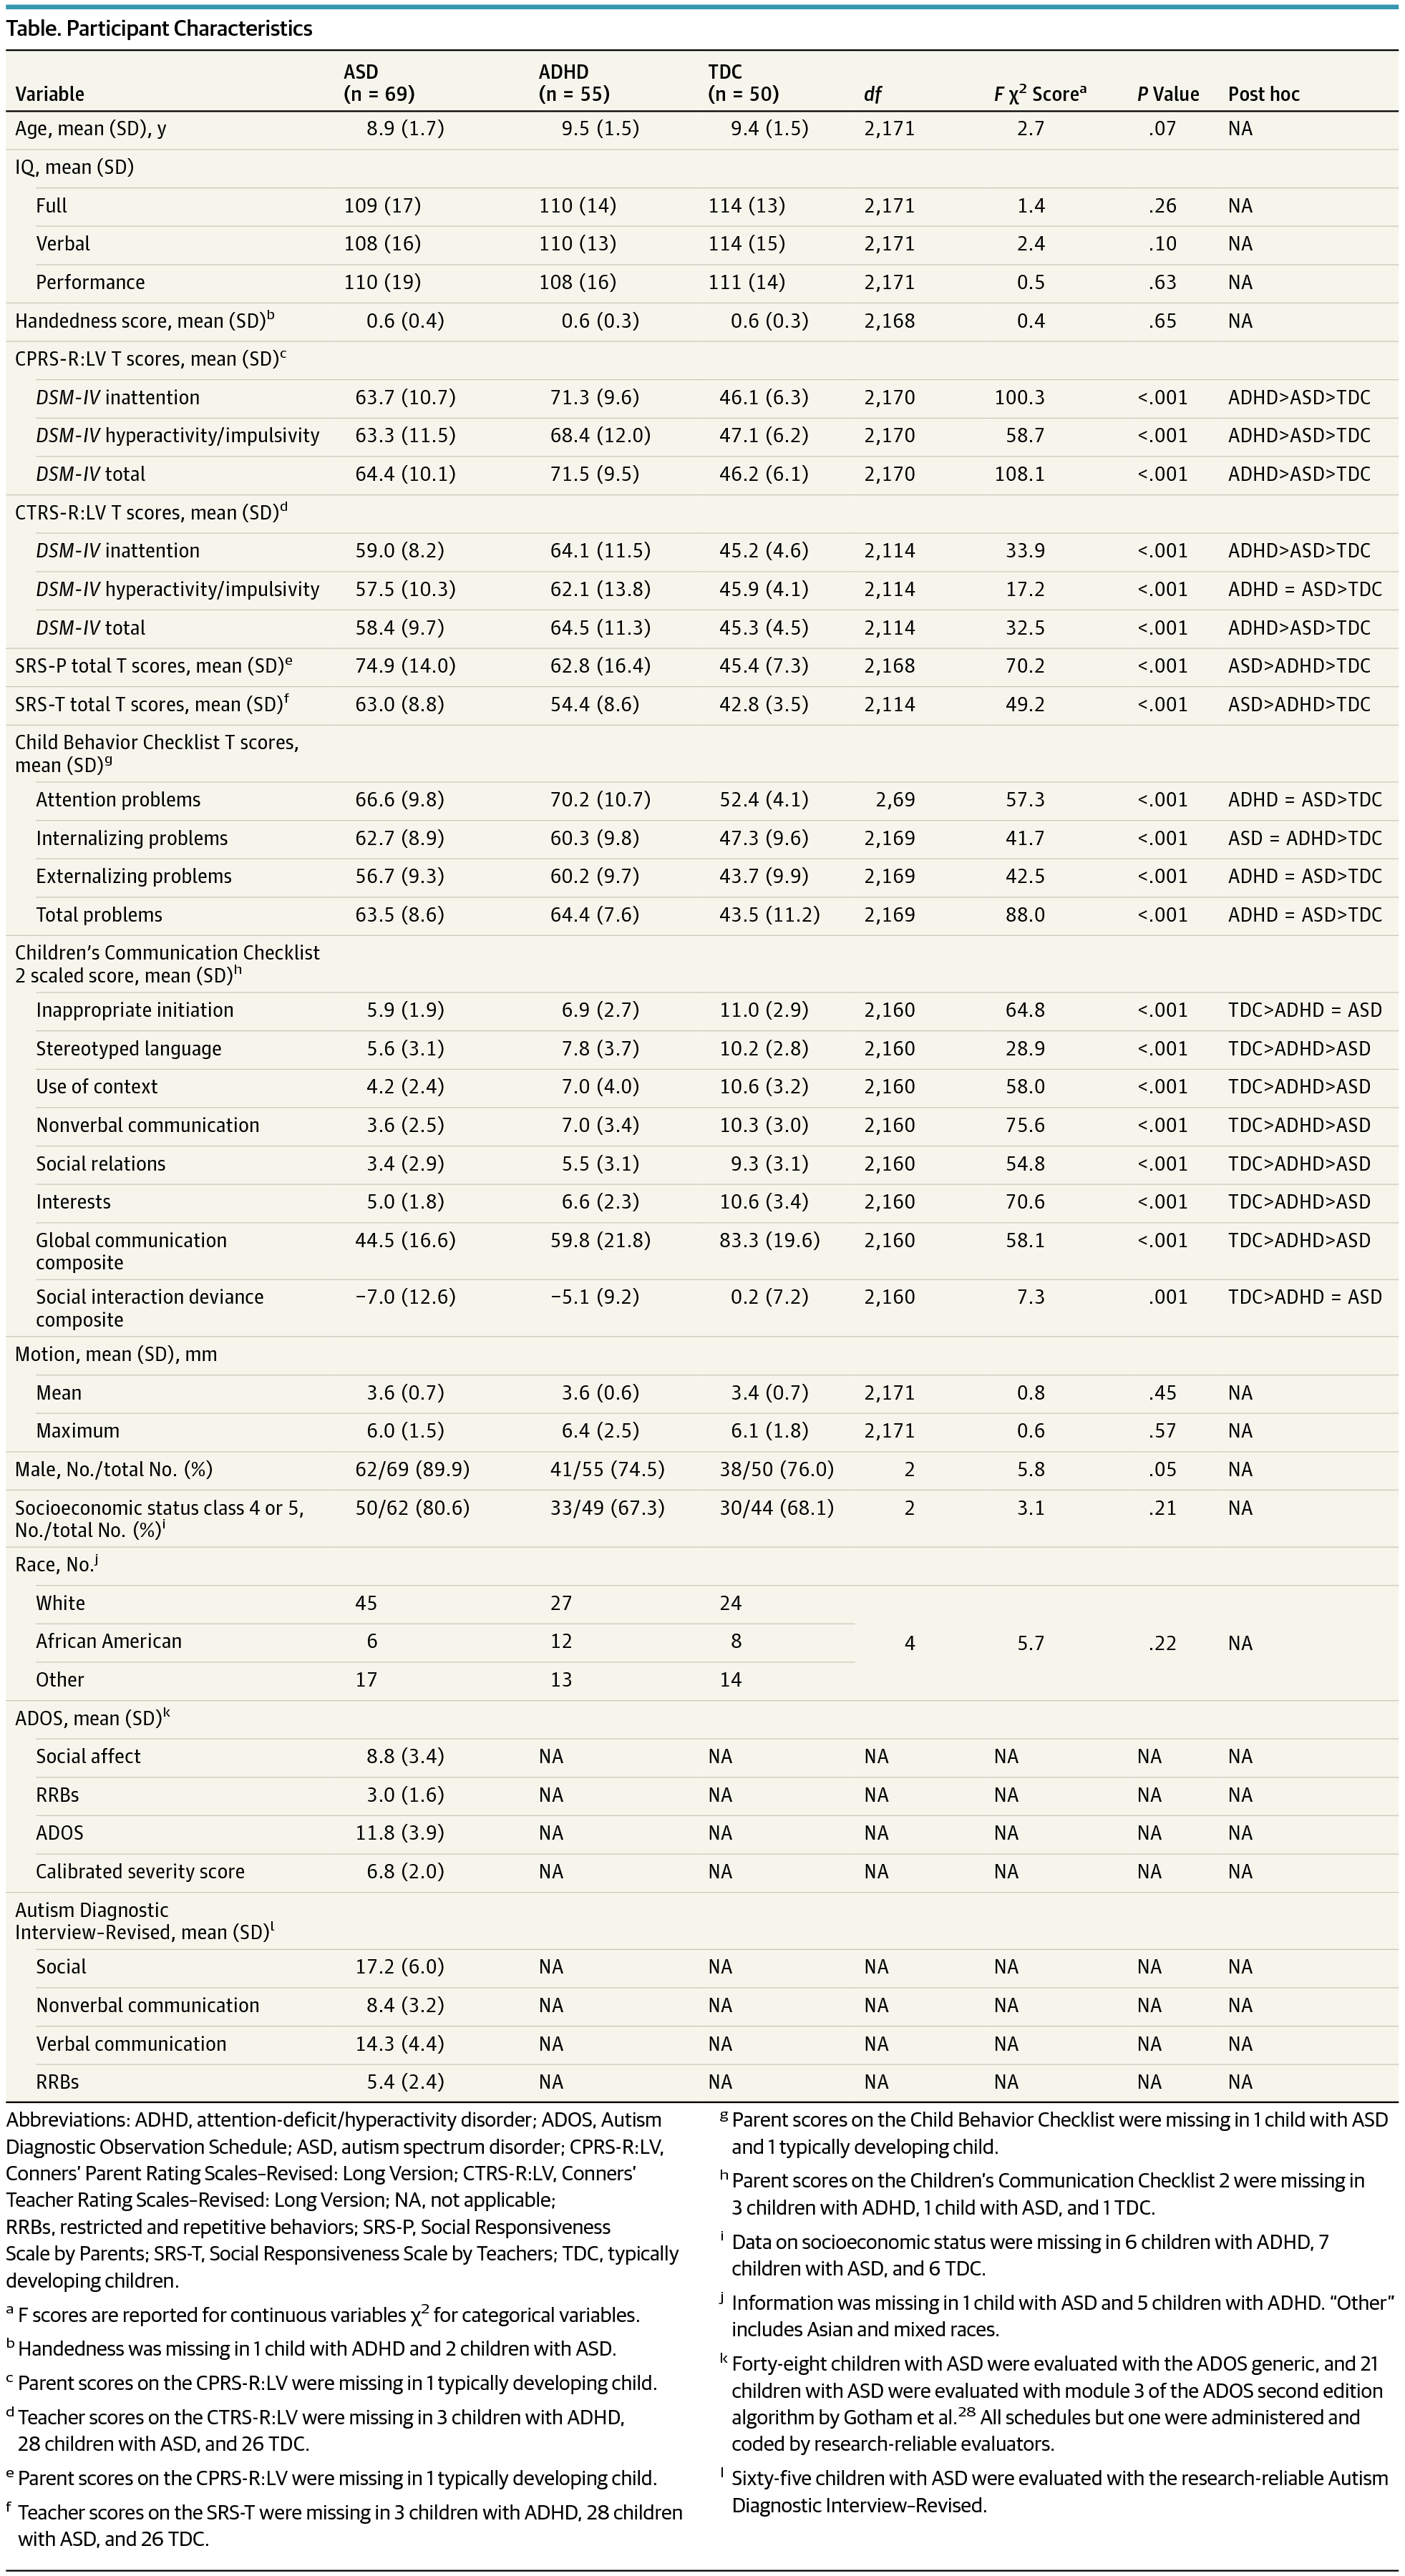 Table. Participant Characteristics
Variable ASD (n = 69) ADHD (n = 55) TDC (n = 50) df F χ² Scoreᵃ P Value Post hoc
Age, mean (SD), y 8.9 (1.7) 9.5 (1.5) 9.4 (1.5) 2,171 2.7 .07 NA
IQ, mean (SD)
Full 109 (17) 110 (14) 114 (13) 2,171 1.4 .26 NA
Verbal 108 (16) 110 (13) 114 (15) 2,171 2.4 .10 NA
Performance 110 (19) 108 (16) 111 (14) 2,171 0.5 .63 NA
Handedness score, mean (SD)ᵇ 0.6 (0.4) 0.6 (0.3) 0.6 (0.3) 2,168 0.4 .65 NA
CPRS-R:LV T scores, mean (SD)ᶜ
DSM-IV inattention 63.7 (10.7) 71.3 (9.6) 46.1 (6.3) 2,170 100.3 <.001 ADHD>ASD>TDC
DSM-IV hyperactivity/impulsivity 63.3 (11.5) 68.4 (12.0) 47.1 (6.2) 2,170 58.7 <.001 ADHD>ASD>TDC
DSM-IV total 64.4 (10.1) 71.5 (9.5) 46.2 (6.1) 2,170 108.1 <.001 ADHD>ASD>TDC
CTRS-R:LV T scores, mean (SD)ᵈ
DSM-IV inattention 59.0 (8.2) 64.1 (11.5) 45.2 (4.6) 2,114 33.9 <.001 ADHD>ASD>TDC
DSM-IV hyperactivity/impulsivity 57.5 (10.3) 62.1 (13.8) 45.9 (4.1) 2,114 17.2 <.001 ADHD = ASD>TDC
DSM-IV total 58.4 (9.7) 64.5 (11.3) 45.3 (4.5) 2,114 32.5 <.001 ADHD>ASD>TDC
SRS-P total T scores, mean (SD)ᵉ 74.9 (14.0) 62.8 (16.4) 45.4 (7.3) 2,168 70.2 <.001 ASD>ADHD>TDC
SRS-T total T scores, mean (SD)ᶠ 63.0 (8.8) 54.4 (8.6) 42.8 (3.5) 2,114 49.2 <.001 ASD>ADHD>TDC
Child Behavior Checklist T scores,
mean (SD)ᵍ
Attention problems 66.6 (9.8) 70.2 (10.7) 52.4 (4.1) 2,69 57.3 <.001 ADHD = ASD>TDC
Internalizing problems 62.7 (8.9) 60.3 (9.8) 47.3 (9.6) 2,169 41.7 <.001 ASD = ADHD>TDC
Externalizing problems 56.7 (9.3) 60.2 (9.7) 43.7 (9.9) 2,169 42.5 <.001 ADHD = ASD>TDC
Total problems 63.5 (8.6) 64.4 (7.6) 43.5 (11.2) 2,169 88.0 <.001 ADHD = ASD>TDC
Children’s Communication Checklist
2 scaled score, mean (SD)ʰ
Inappropriate initiation 5.9 (1.9) 6.9 (2.7) 11.0 (2.9) 2,160 64.8 <.001 TDC>ADHD = ASD
Stereotyped language 5.6 (3.1) 7.8 (3.7) 10.2 (2.8) 2,160 28.9 <.001 TDC>ADHD>ASD
Use of context 4.2 (2.4) 7.0 (4.0) 10.6 (3.2) 2,160 58.0 <.001 TDC>ADHD>ASD
Nonverbal communication 3.6 (2.5) 7.0 (3.4) 10.3 (3.0) 2,160 75.6 <.001 TDC>ADHD>ASD
Social relations 3.4 (2.9) 5.5 (3.1) 9.3 (3.1) 2,160 54.8 <.001 TDC>ADHD>ASD
Interests 5.0 (1.8) 6.6 (2.3) 10.6 (3.4) 2,160 70.6 <.001 TDC>ADHD>ASD
Global communication 44.5 (16.6) 59.8 (21.8) 83.3 (19.6) 2,160 58.1 <.001 TDC>ADHD>ASD
composite
Social interaction deviance −7.0 (12.6) −5.1 (9.2) 0.2 (7.2) 2,160 7.3 .001 TDC>ADHD = ASD
composite
Motion, mean (SD), mm
Mean 3.6 (0.7) 3.6 (0.6) 3.4 (0.7) 2,171 0.8 .45 NA
Maximum 6.0 (1.5) 6.4 (2.5) 6.1 (1.8) 2,171 0.6 .57 NA
Male, No./total No. (%) 62/69 (89.9) 41/55 (74.5) 38/50 (76.0) 2 5.8 .05 NA
Socioeconomic status class 4 or 5, 50/62 (80.6) 33/49 (67.3) 30/44 (68.1) 2 3.1 .21 NA
No./total No. (%)ⁱ
Race, No.ʲ
White 45 27 24
African American 6 12 8 4 5.7 .22 NA
Other 17 13 14
ADOS, mean (SD)ᵏ
Social affect 8.8 (3.4) NA NA NA NA NA NA
RRBs 3.0 (1.6) NA NA NA NA NA NA
ADOS 11.8 (3.9) NA NA NA NA NA NA
Calibrated severity score 6.8 (2.0) NA NA NA NA NA NA
Autism Diagnostic
Interview–Revised, mean (SD)ˡ
Social 17.2 (6.0) NA NA NA NA NA NA
Nonverbal communication 8.4 (3.2) NA NA NA NA NA NA
Verbal communication 14.3 (4.4) NA NA NA NA NA NA
RRBs 5.4 (2.4) NA NA NA NA NA NA
Abbreviations: ADHD, attention-deficit/hyperactivity disorder; ADOS, Autism
Diagnostic Observation Schedule; ASD, autism spectrum disorder; CPRS-R:LV,
Conners’ Parent Rating Scales–Revised: Long Version; CTRS-R:LV, Conners’
Teacher Rating Scales–Revised: Long Version; NA, not applicable;
RRBs, restricted and repetitive behaviors; SRS-P, Social Responsiveness
Scale by Parents; SRS-T, Social Responsiveness Scale by Teachers; TDC, typically
developing children.
ᵃ F scores are reported for continuous variables χ² for categorical variables.
ᵇ Handedness was missing in 1 child with ADHD and 2 children with ASD.
ᶜ Parent scores on the CPRS-R:LV were missing in 1 typically developing child.
ᵈ Teacher scores on the CTRS-R:LV were missing in 3 children with ADHD,
28 children with ASD, and 26 TDC.
ᵉ Parent scores on the CPRS-R:LV were missing in 1 typically developing child.
ᶠ Teacher scores on the SRS-T were missing in 3 children with ADHD, 28 children
with ASD, and 26 TDC.
ᵍ Parent scores on the Child Behavior Checklist were missing in 1 child with ASD
and 1 typically developing child.
ʰ Parent scores on the Children’s Communication Checklist 2 were missing in
3 children with ADHD, 1 child with ASD, and 1 TDC.
ⁱ Data on socioeconomic status were missing in 6 children with ADHD, 7
children with ASD, and 6 TDC.
ʲ Information was missing in 1 child with ASD and 5 children with ADHD. “Other”
includes Asian and mixed races.
ᵏ Forty-eight children with ASD were evaluated with the ADOS generic, and 21
children with ASD were evaluated with module 3 of the ADOS second edition
algorithm by Gotham et al.²⁸ All schedules but one were administered and
coded by research-reliable evaluators.
ˡ Sixty-five children with ASD were evaluated with the research-reliable Autism
Diagnostic Interview–Revised.